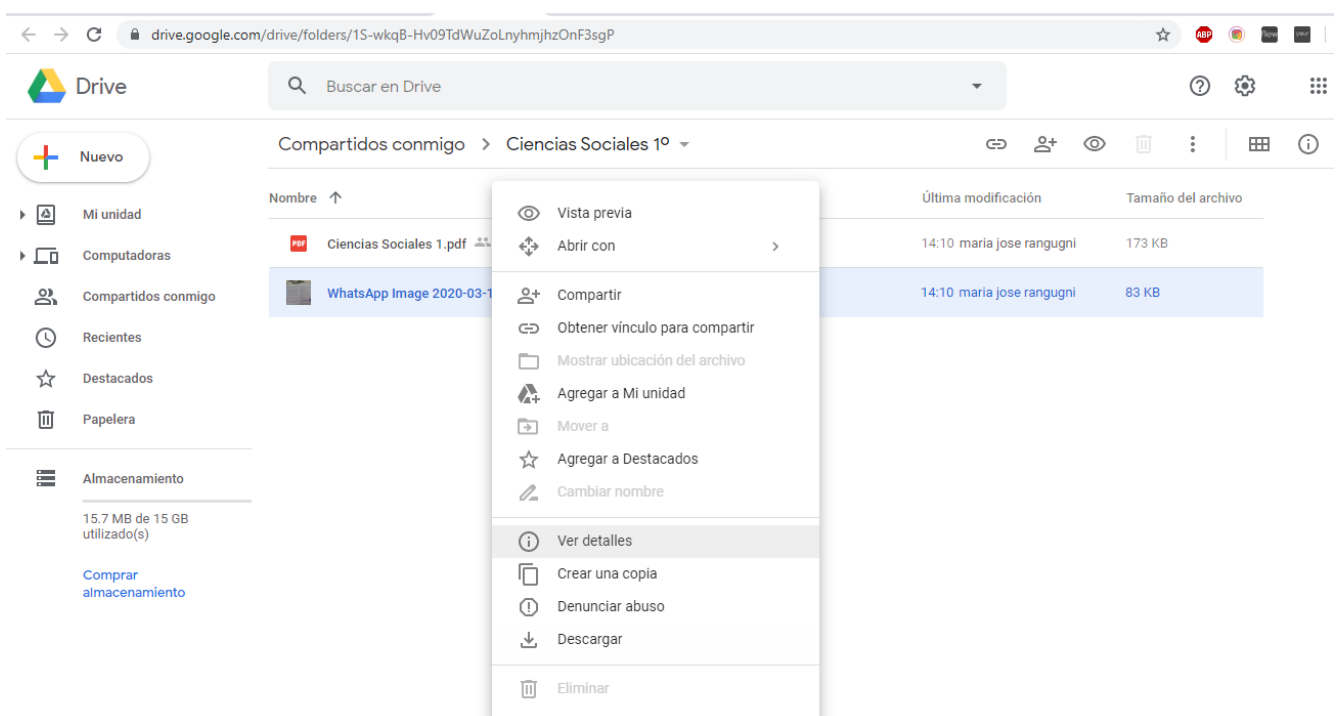 drive.google.com/drive/folders/1S-wkqB-Hv09TdWuZoLnyhmjhzOnF3sgP
ABP
flow
your
Drive
Buscar en Drive
Nuevo
Compartidos conmigo > Ciencias Sociales 1º
Nombre
Última modificación
Tamaño del archivo
PDF
Ciencias Sociales 1.pdf
14:10 maria jose rangugni
173 KB
WhatsApp Image 2020-03-1
14:10 maria jose rangugni
83 KB
Mi unidad
Computadoras
Compartidos conmigo
Recientes
Destacados
Papelera
Almacenamiento
15.7 MB de 15 GB
utilizado(s)
Comprar
almacenamiento
Vista previa
Abrir con
Compartir
Obtener vínculo para compartir
Mostrar ubicación del archivo
Agregar a Mi unidad
Mover a
Agregar a Destacados
Cambiar nombre
Ver detalles
Crear una copia
Denunciar abuso
Descargar
Eliminar